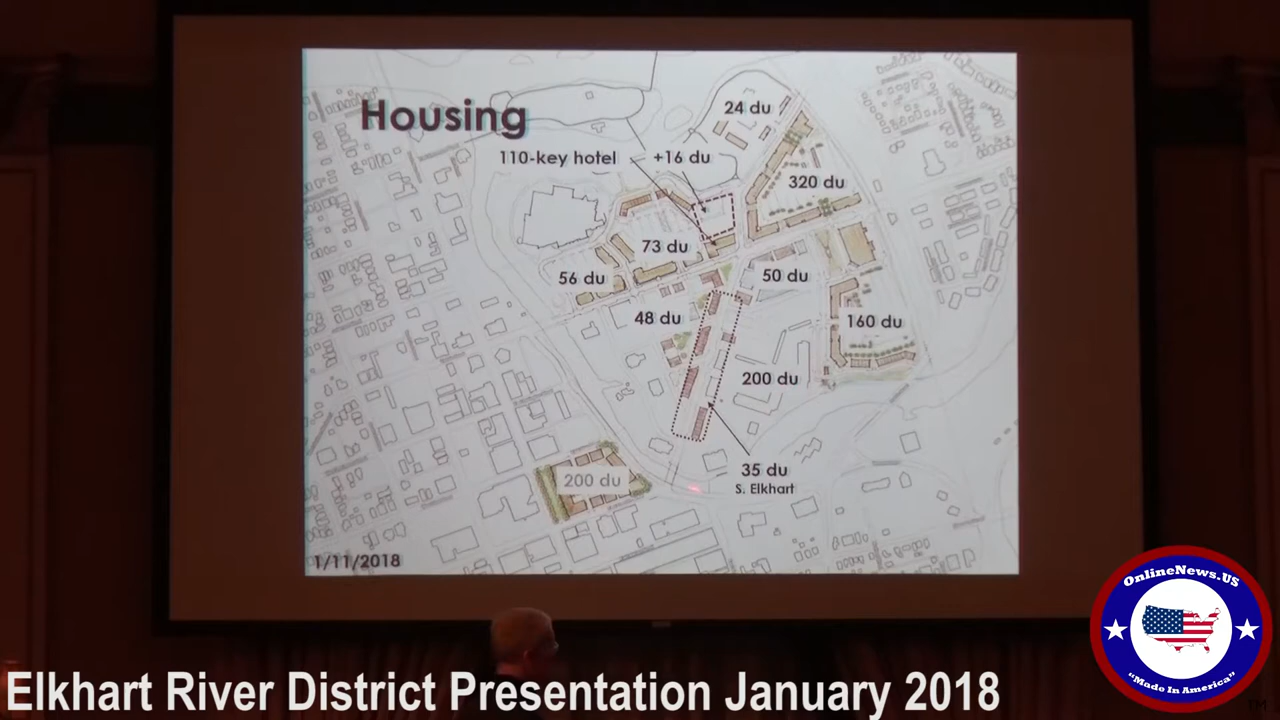 Housing
24 du
110-key hotel
+16 du
320 du
73 du
56 du
50 du
48 du
160 du
200 du
35 du
S. Elkhart
200 du
1/11/2018
OnlineNews.US
"Made In America"
TM
Elkhart River District Presentation January 2018